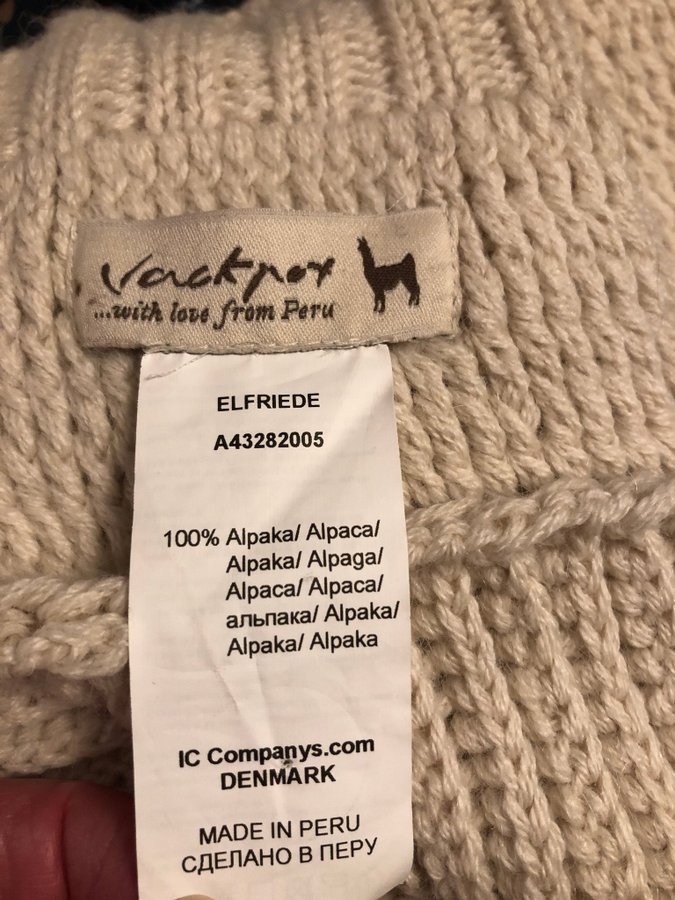 Jackpot
...with love from Peru
ELFRIEDE
A43282005
100% Alpaka/ Alpaca/
Alpaka/ Alpaga/
Alpaca/ Alpaca/
альпака/ Alpaka/
Alpaka/ Alpaka
IC Companys.com
DENMARK
MADE IN PERU
СДЕЛАНО В ПЕРУ